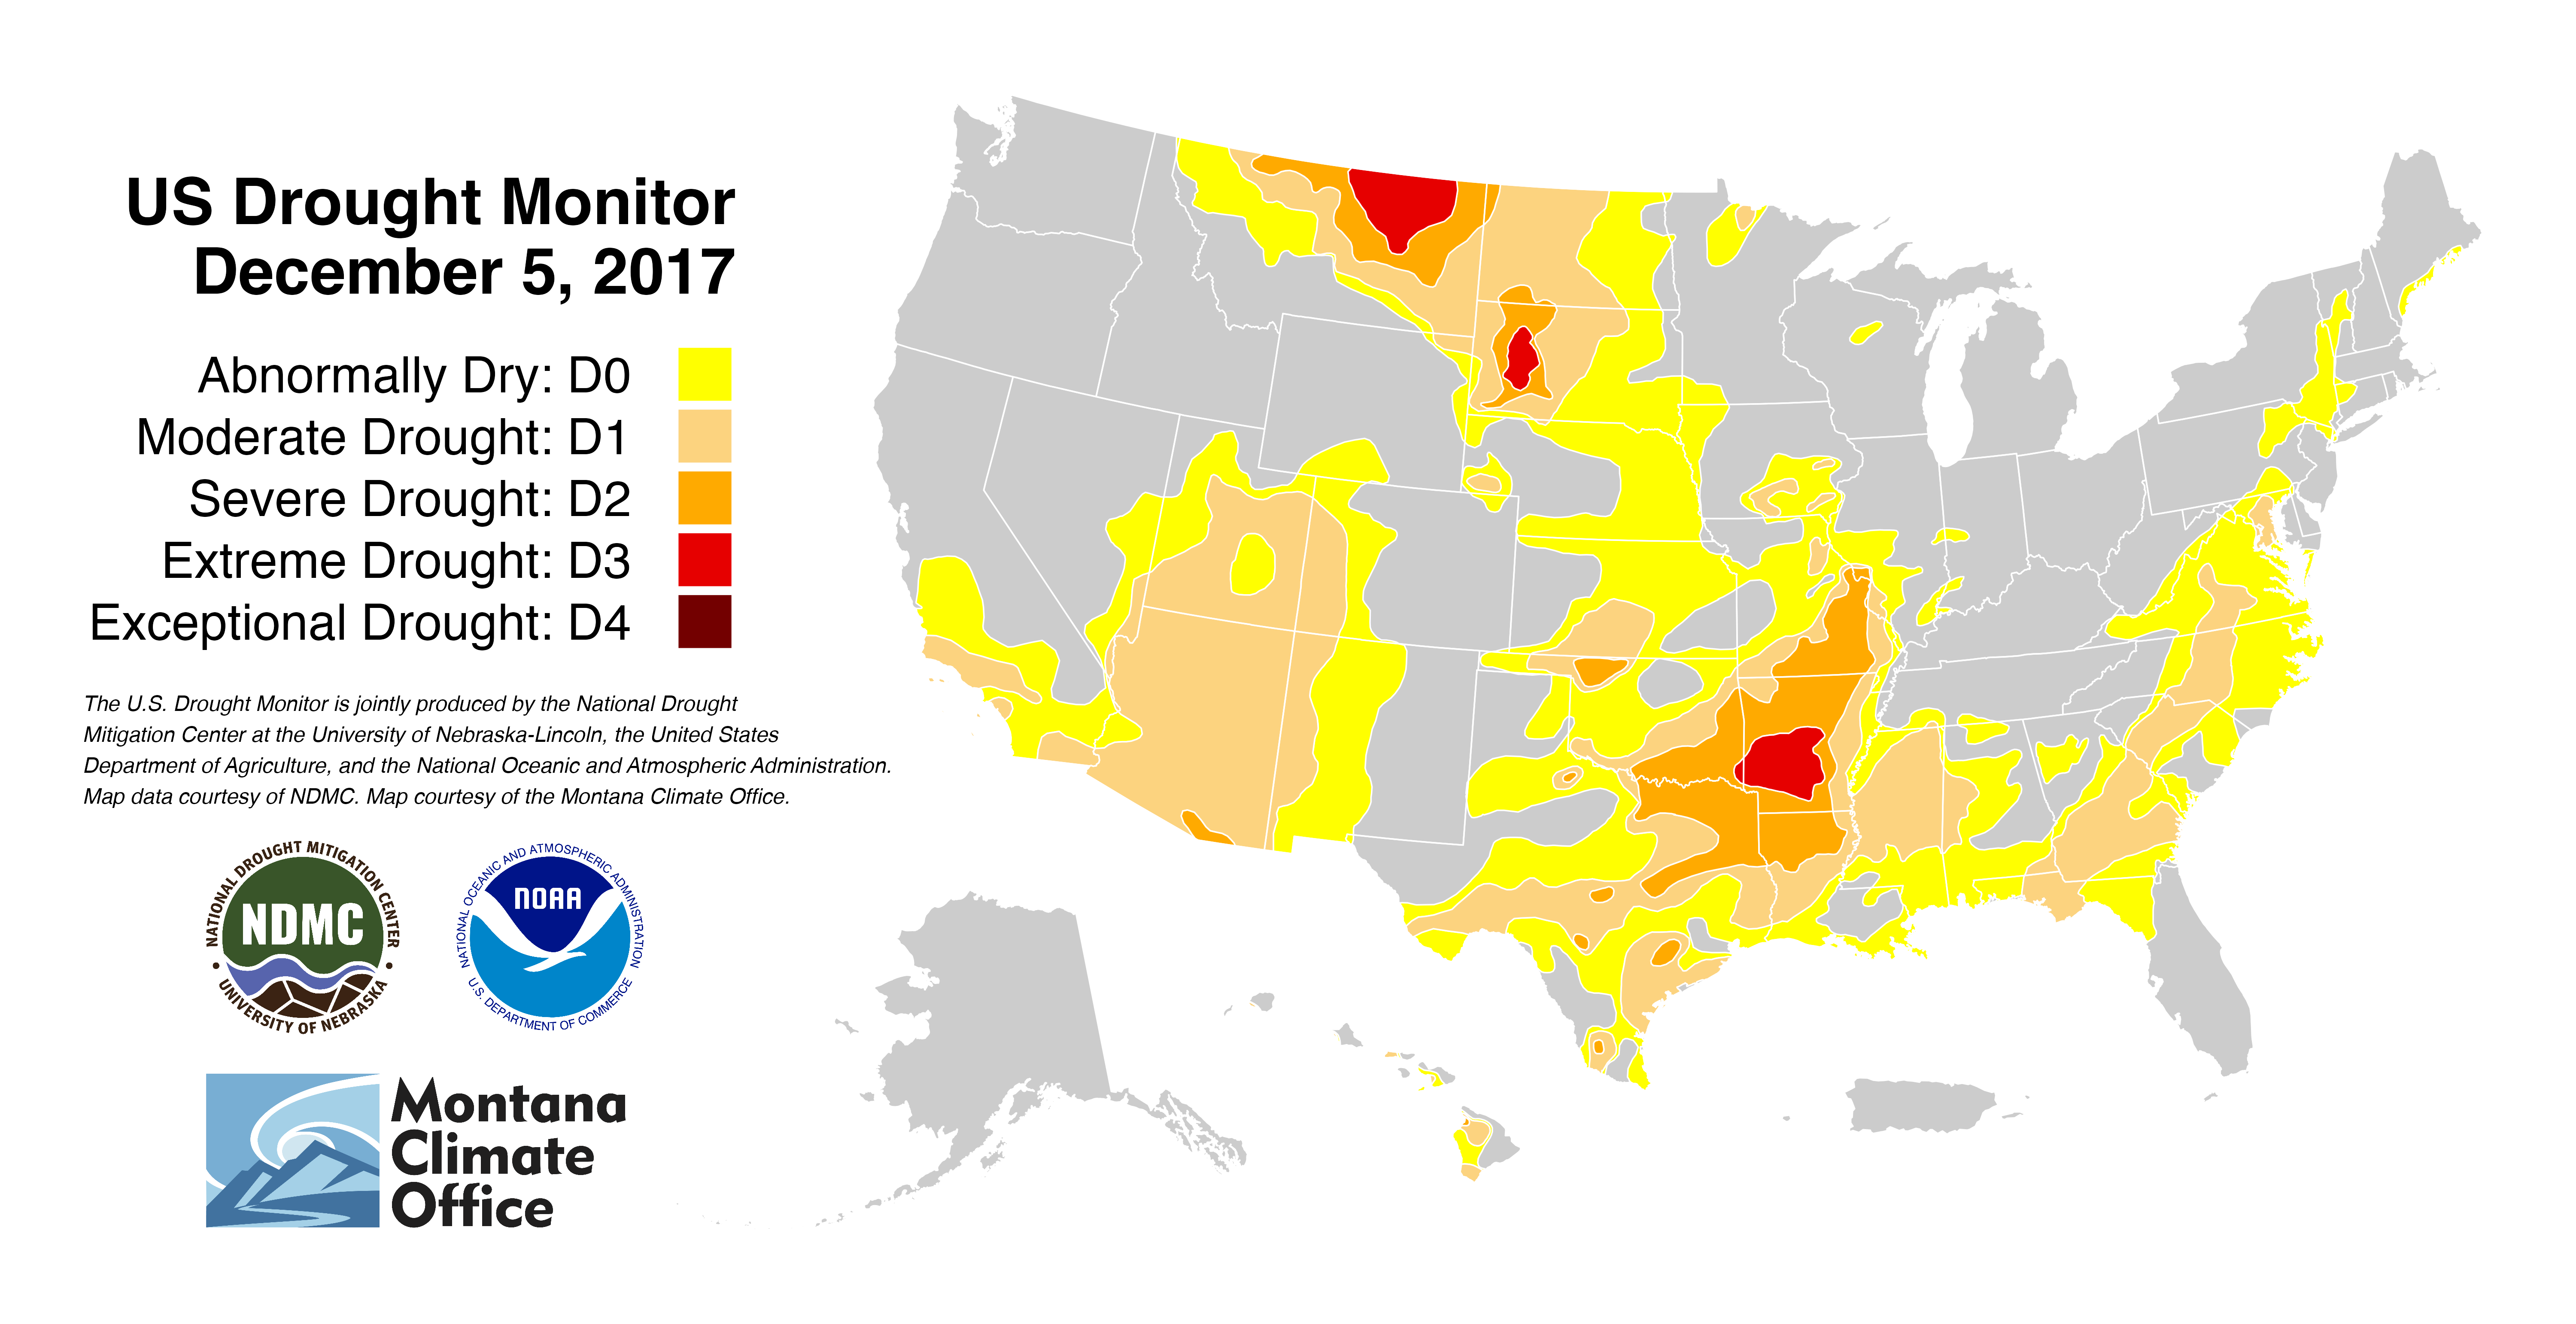 US Drought Monitor
December 5, 2017
Abnormally Dry: D0
Moderate Drought: D1
Severe Drought: D2
Extreme Drought: D3
Exceptional Drought: D4
The U.S. Drought Monitor is jointly produced by the National Drought
Mitigation Center at the University of Nebraska-Lincoln, the United States
Department of Agriculture, and the National Oceanic and Atmospheric Administration.
Map data courtesy of NDMC. Map courtesy of the Montana Climate Office.
NATIONAL DROUGHT MITIGATION CENTER
NDMC
UNIVERSITY OF NEBRASKA
NATIONAL OCEANIC AND ATMOSPHERIC ADMINISTRATION
NOAA
U.S. DEPARTMENT OF COMMERCE
Montana
Climate
Office